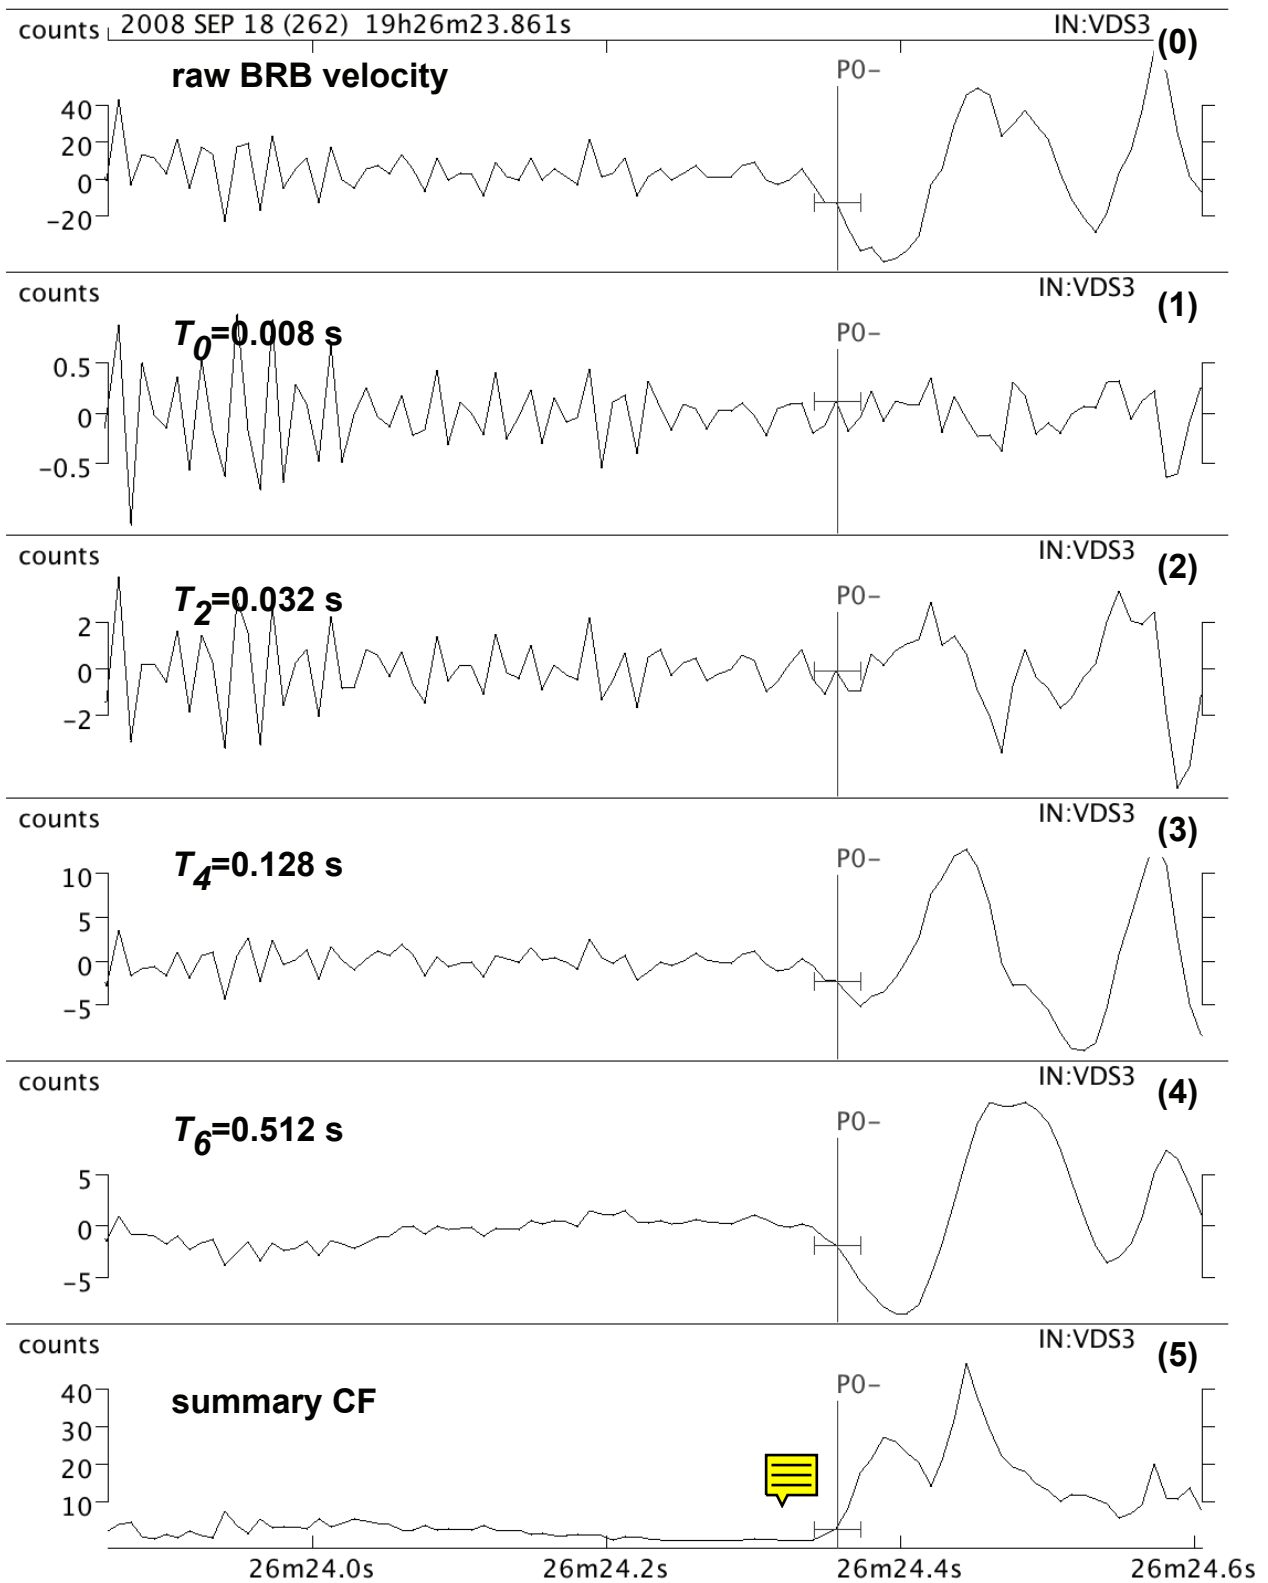 counts 2008 SEP 18 (262) 19h26m23.861s IN:VDS3 (0)
raw BRB velocity P0-
40
20
0
−20
counts IN:VDS3 (1)
T0=0.008 s P0-
0.5
0
−0.5
counts IN:VDS3 (2)
T2=0.032 s P0-
2
0
−2
counts IN:VDS3 (3)
T4=0.128 s P0-
10
5
0
−5
counts IN:VDS3 (4)
T6=0.512 s P0-
5
0
−5
counts IN:VDS3 (5)
summary CF P0-
40
30
20
10
26m24.0s 26m24.2s 26m24.4s 26m24.6s